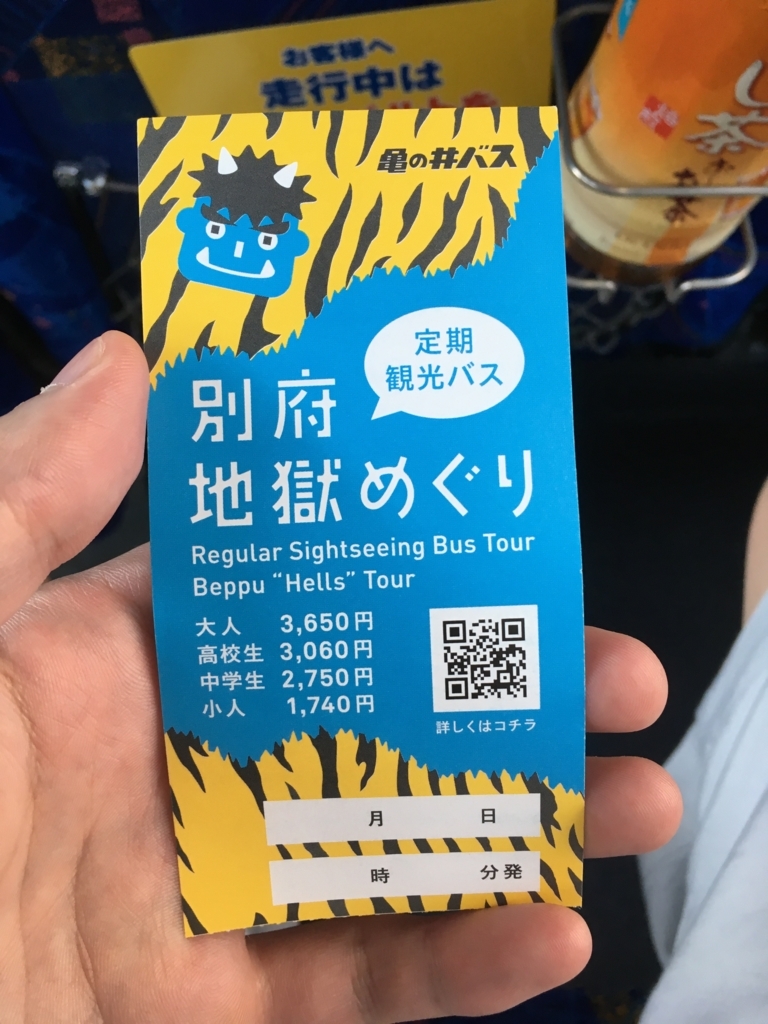 お客様へ
走行中は
亀の井バス
定期
観光バス
別府
地獄めぐり
Regular Sightseeing Bus Tour
Beppu “Hells” Tour
大人 3,650円
高校生 3,060円
中学生 2,750円
小人 1,740円
詳しくはコチラ
月 日
時 分発
茶
お茶